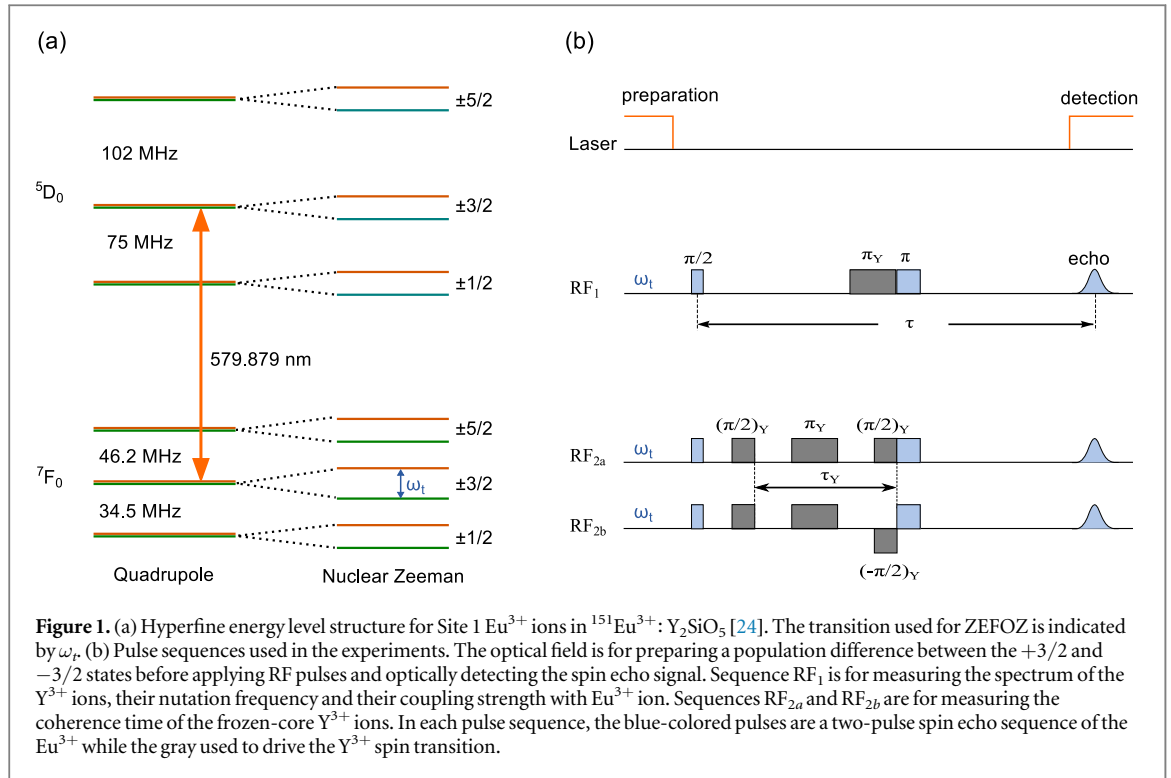 (a)
±5/2
102 MHz
⁵D₀
±3/2
75 MHz
±1/2
579.879 nm
±5/2
46.2 MHz
⁷F₀
ωₜ
±3/2
34.5 MHz
±1/2
Quadrupole
Nuclear Zeeman
(b)
preparation
detection
Laser
π/2
π_Y
π
echo
RF₁
ωₜ
τ
(π/2)_Y
π_Y
(π/2)_Y
RF₂ₐ
ωₜ
τ_Y
RF_2b
ωₜ
(-π/2)_Y
Figure 1. (a) Hyperfine energy level structure for Site 1 Eu³⁺ ions in ¹⁵¹Eu³⁺: Y₂SiO₅ [24]. The transition used for ZEFOZ is indicated
by ωₜ. (b) Pulse sequences used in the experiments. The optical field is for preparing a population difference between the +3/2 and
−3/2 states before applying RF pulses and optically detecting the spin echo signal. Sequence RF₁ is for measuring the spectrum of the
Y³⁺ ions, their nutation frequency and their coupling strength with Eu³⁺ ion. Sequences RF₂ₐ and RF_2b are for measuring the
coherence time of the frozen-core Y³⁺ ions. In each pulse sequence, the blue-colored pulses are a two-pulse spin echo sequence of the
Eu³⁺ while the gray used to drive the Y³⁺ spin transition.